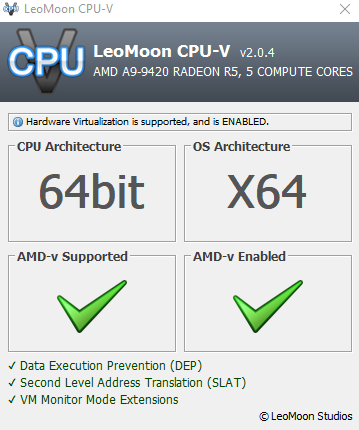 LeoMoon CPU-V
CPU
V
LeoMoon CPU-V v2.0.4
AMD A9-9420 RADEON R5, 5 COMPUTE CORES
Hardware Virtualization is supported, and is ENABLED.
CPU Architecture
OS Architecture
64bit
X64
AMD-v Supported
AMD-v Enabled
✓ Data Execution Prevention (DEP)
✓ Second Level Address Translation (SLAT)
✓ VM Monitor Mode Extensions
© LeoMoon Studios